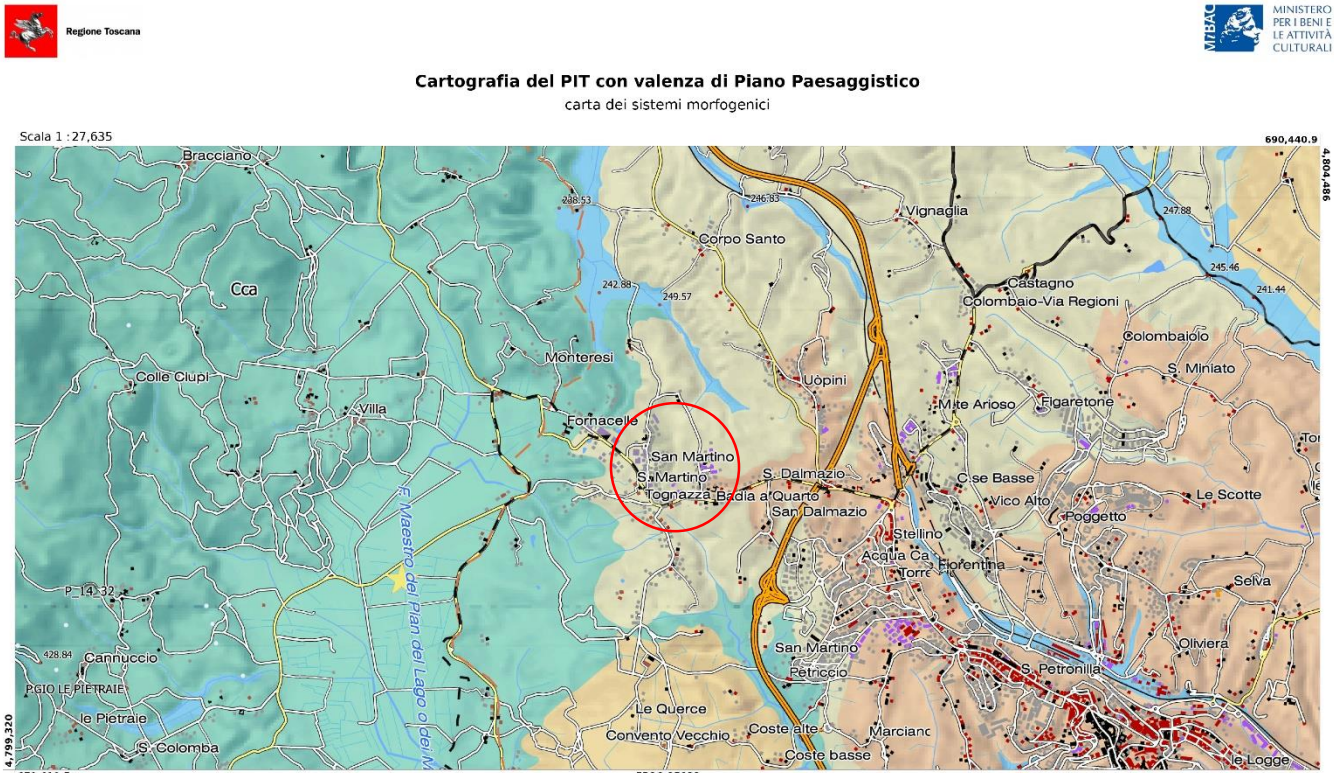 Regione Toscana
MiBAC
MINISTERO
PER I BENI E
LE ATTIVITÀ
CULTURALI
Cartografia del PIT con valenza di Piano Paesaggistico
carta dei sistemi morfogenici
Scala 1 : 27,635
690,440.9
4,804,486
Bracciano
238.53
246.83
Vignaglia
247.88
Corpo Santo
245.46
Cca
242.88
249.57
Castagno
241.44
Colombaio-Via Regioni
Colombaiolo
Monteresi
S. Miniato
Colle Ciupi
Uòpini
Villa
M.te Arioso
Figaretone
Fornacelle
San Martino
S. Martino
S. Dalmazio
C.se Basse
Tognazza
Badia a Quarto
Vico Alto
Le Scotte
San Dalmazio
Poggetto
Stellino
Acqua Ca
Fiorentina
Torre
Selva
P_14_32
F. Maestro del Pian del Lago o dei M
428.84
Cannuccio
San Martino
Oliviera
Petriccio
S. Petronilla
P.GIO LE PIETRAIE
Le Querce
le Pietraie
Convento Vecchio
Coste alte
Marciano
S. Colomba
Coste basse
le Logge
4,799,320